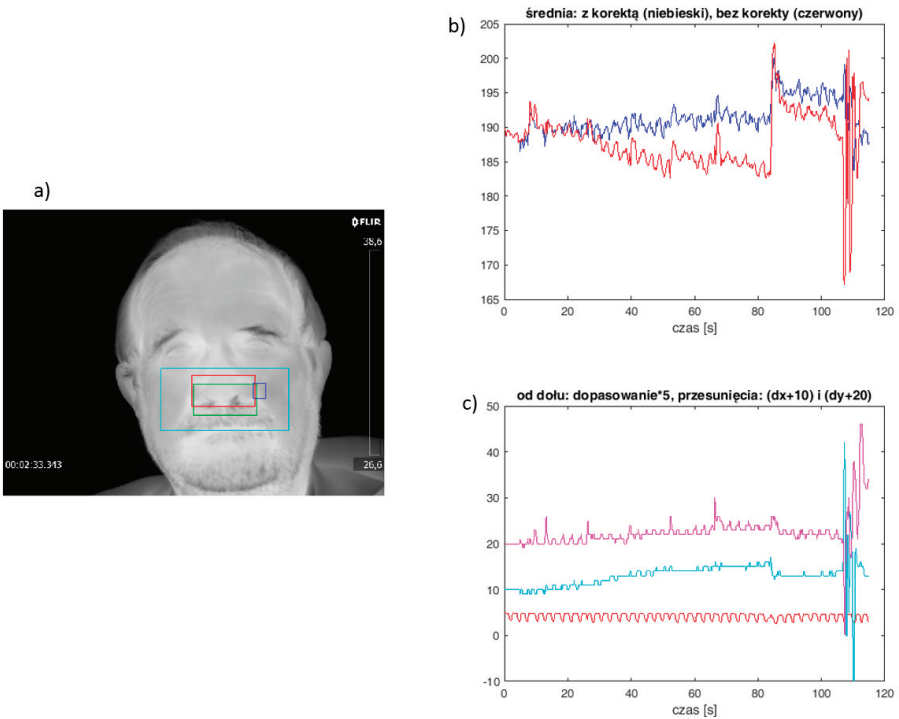 a)
FLIR
38,6
00:02:33.343
26,6
b)
średnia: z korektą (niebieski), bez korekty (czerwony)
205
200
195
190
185
180
175
170
165
0 20 40 60 80 100 120
czas [s]
c)
od dołu: dopasowanie*5, przesunięcia: (dx+10) i (dy+20)
50
40
30
20
10
0
-10
0 20 40 60 80 100 120
czas [s]